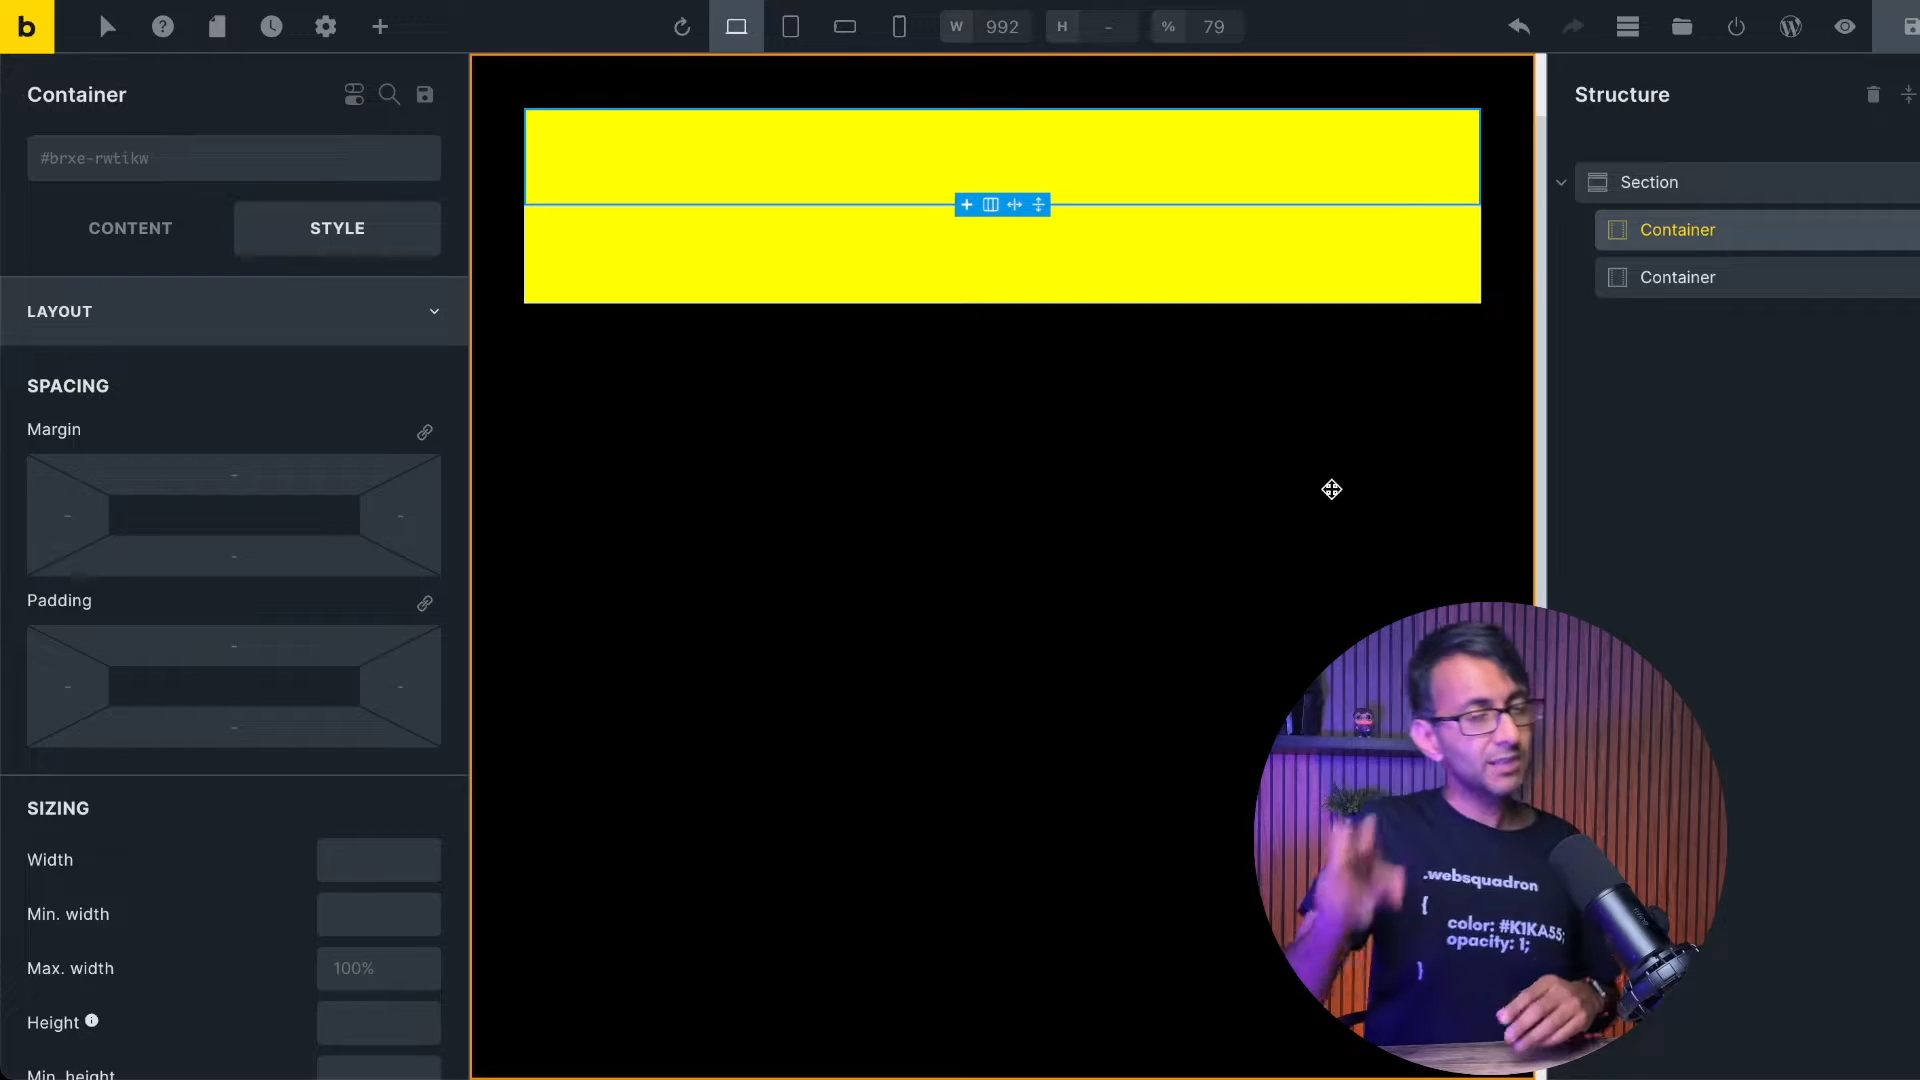 b
W 992 H - % 79
Container
Structure
#brxe-rwtikw
CONTENT STYLE
Section
Container
Container
LAYOUT
SPACING
Margin
- - - -
Padding
- - - -
SIZING
Width
Min. width
Max. width 100%
Height
Min. height
.websquadron
{
color: #K1KA55;
opacity: 1;
}